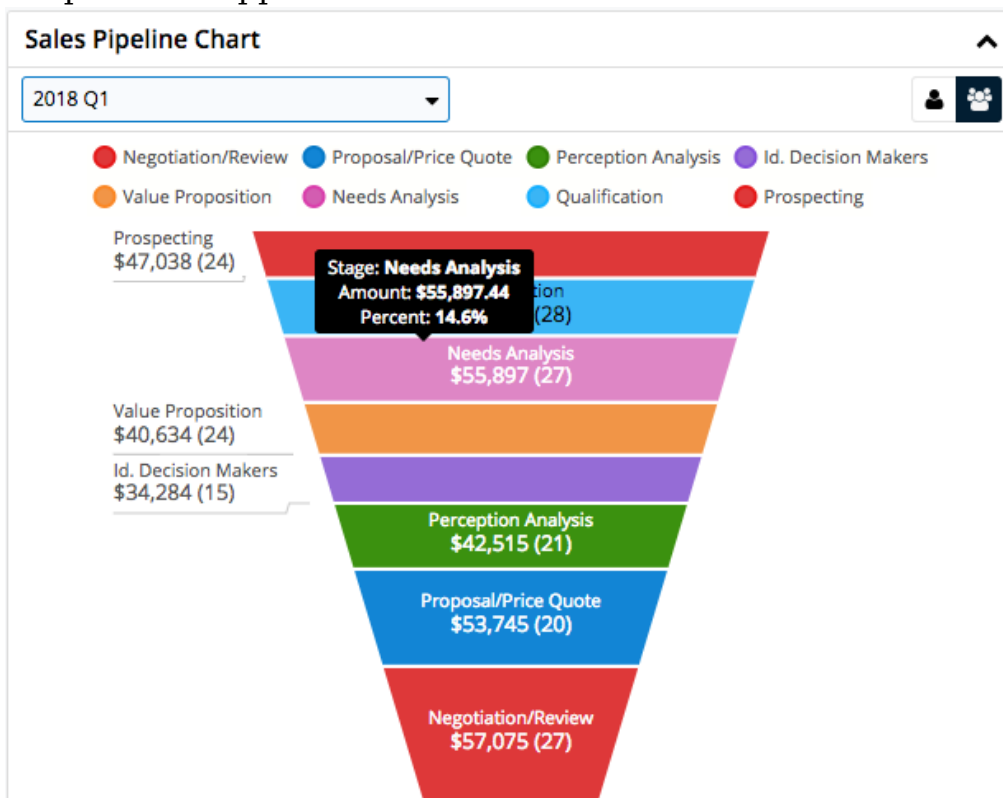 Sales Pipeline Chart
2018 Q1
Negotiation/Review Proposal/Price Quote Perception Analysis Id. Decision Makers
Value Proposition Needs Analysis Qualification Prospecting
Prospecting
$47,038 (24)
Stage: Needs Analysis
Amount: $55,897.44
Percent: 14.6%
tion
(28)
Needs Analysis
$55,897 (27)
Value Proposition
$40,634 (24)
Id. Decision Makers
$34,284 (15)
Perception Analysis
$42,515 (21)
Proposal/Price Quote
$53,745 (20)
Negotiation/Review
$57,075 (27)